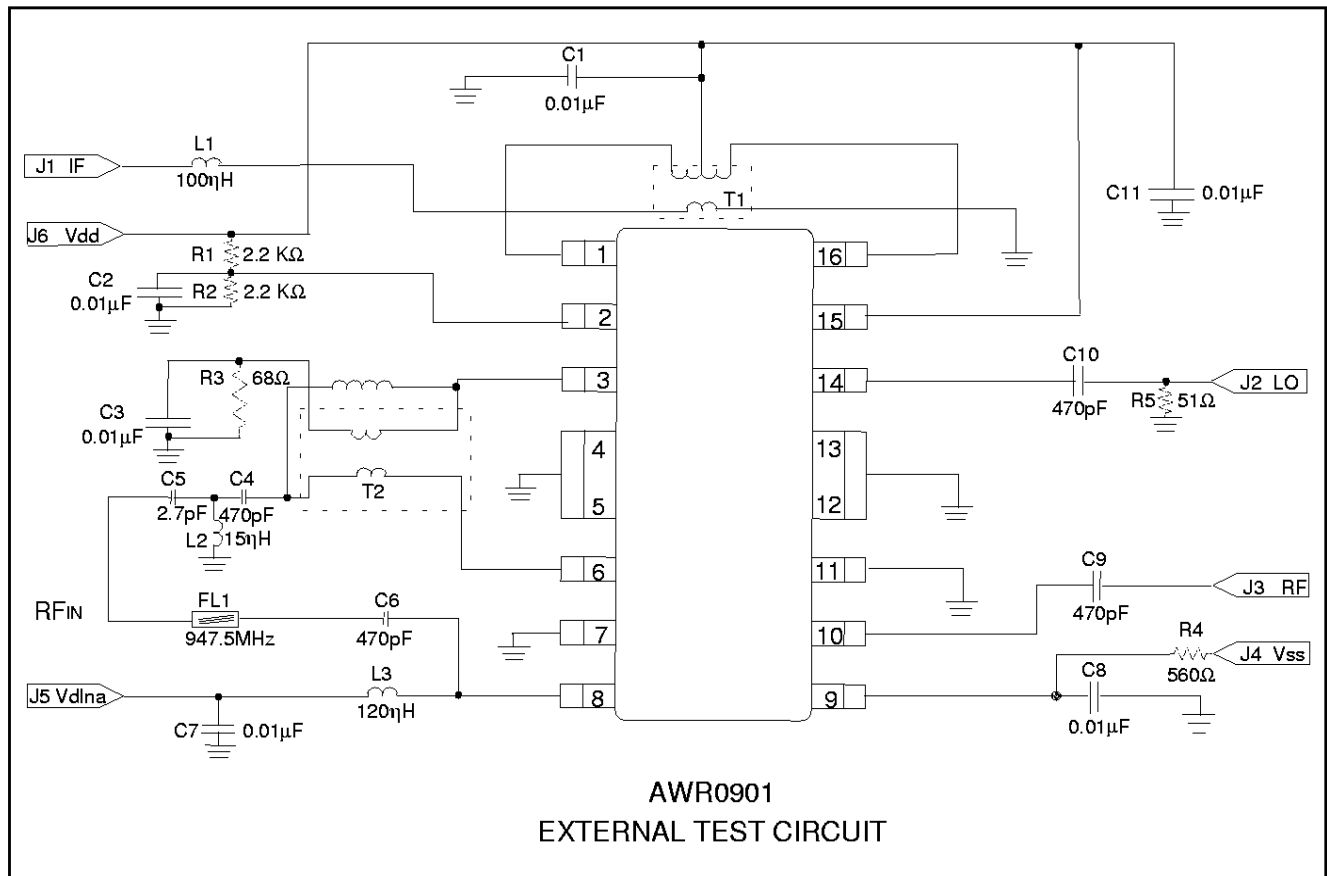 C1
0.01µF
L1
J1 IF
100ηH
T1
C11
0.01µF
J6 Vdd
R1
2.2 KΩ
1
16
C2
0.01µF
R2
2.2 KΩ
2
15
C10
R3
68Ω
3
14
J2 LO
470pF
R5
51Ω
C3
0.01µF
4
13
C5
C4
T2
5
12
2.7pF
470pF
L2
15ηH
6
11
C9
J3 RF
RFIN
FL1
C6
470pF
947.5MHz
470pF
7
10
R4
J4 Vss
L3
C8
560Ω
J5 Vdlna
8
9
120ηH
0.01µF
C7
0.01µF
AWR0901
EXTERNAL TEST CIRCUIT